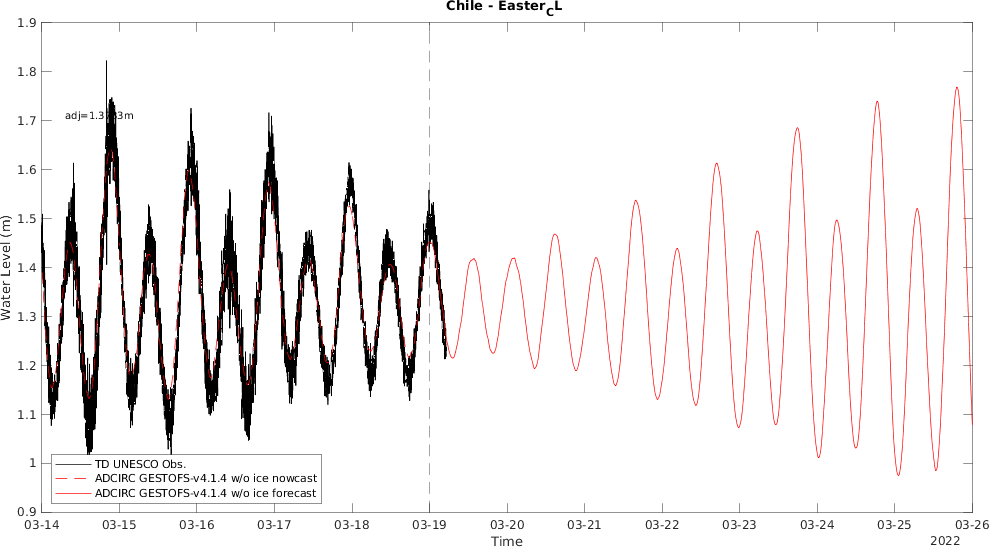 Chile - Easter_CL
1.9
1.8
1.7
1.6
1.5
1.4
1.3
1.2
1.1
1
0.9
Water Level (m)
TD UNESCO Obs.
ADCIRC GESTOFS-v4.1.4 w/o ice nowcast
ADCIRC GESTOFS-v4.1.4 w/o ice forecast
03-14 03-15 03-16 03-17 03-18 03-19 03-20 03-21 03-22 03-23 03-24 03-25 03-26
Time
2022